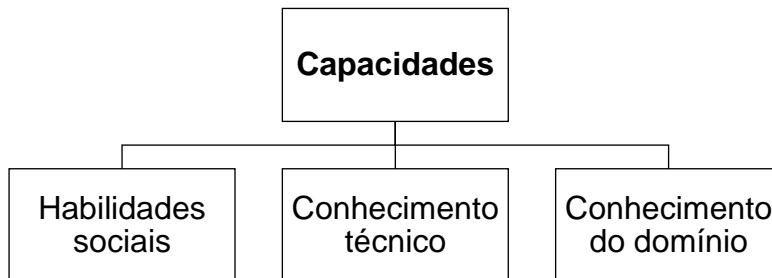 Capacidades
Habilidades
sociais
Conhecimento
técnico
Conhecimento
do domínio